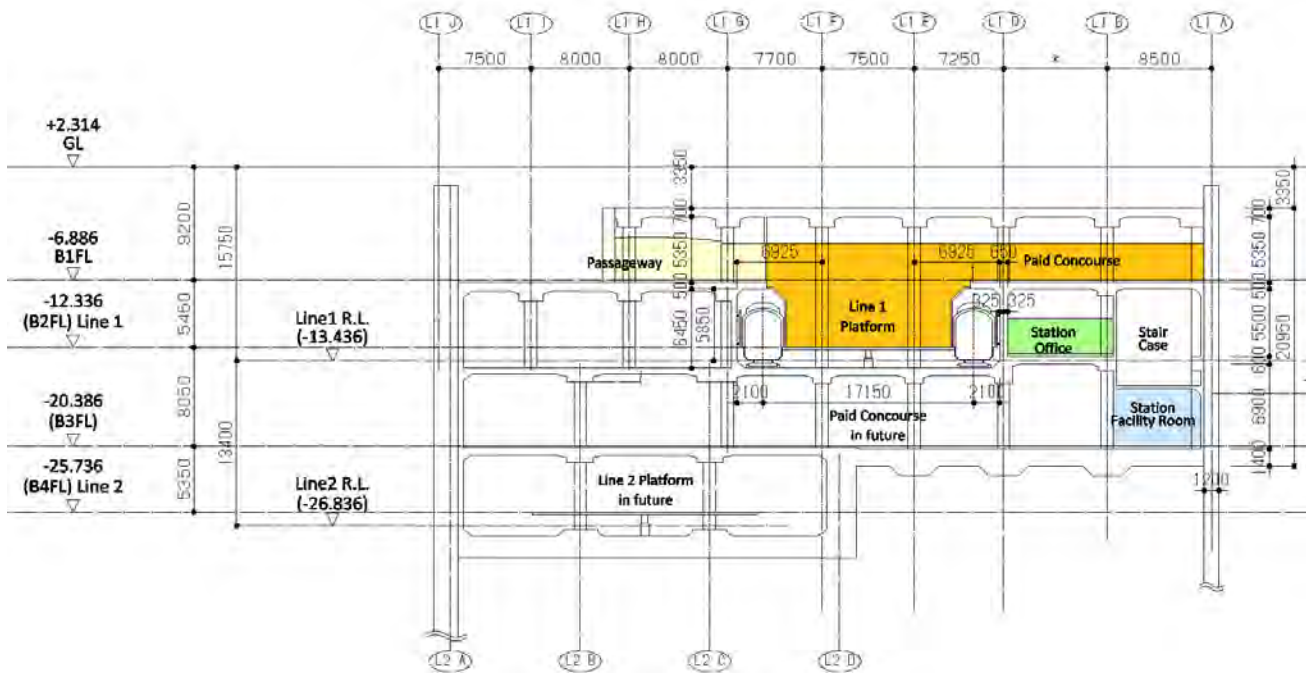 L1 J
L1 I
L1 H
L1 G
L1 F
L1 E
L1 D
L1 B
L1 A
7500
8000
8000
7700
7500
7250
*
8500
+2.314
GL
9200
15750
3350
3350
-6.886
B1FL
700
5350
500
Passageway
6925
6925
650
Paid Concourse
700
5350
500
-12.336
(B2FL) Line 1
5450
Line1 R.L.
(-13.436)
6450
5850
Line 1
Platform
325
325
Station
Office
Stair
Case
5500
20950
600
-20.386
(B3FL)
8050
13400
2100
17150
2100
Paid Concourse
in future
Station
Facility Room
6900
1400
-25.736
(B4FL) Line 2
5350
Line2 R.L.
(-26.836)
Line 2 Platform
in future
1200
L2 A
L2 B
L2 C
L2 D